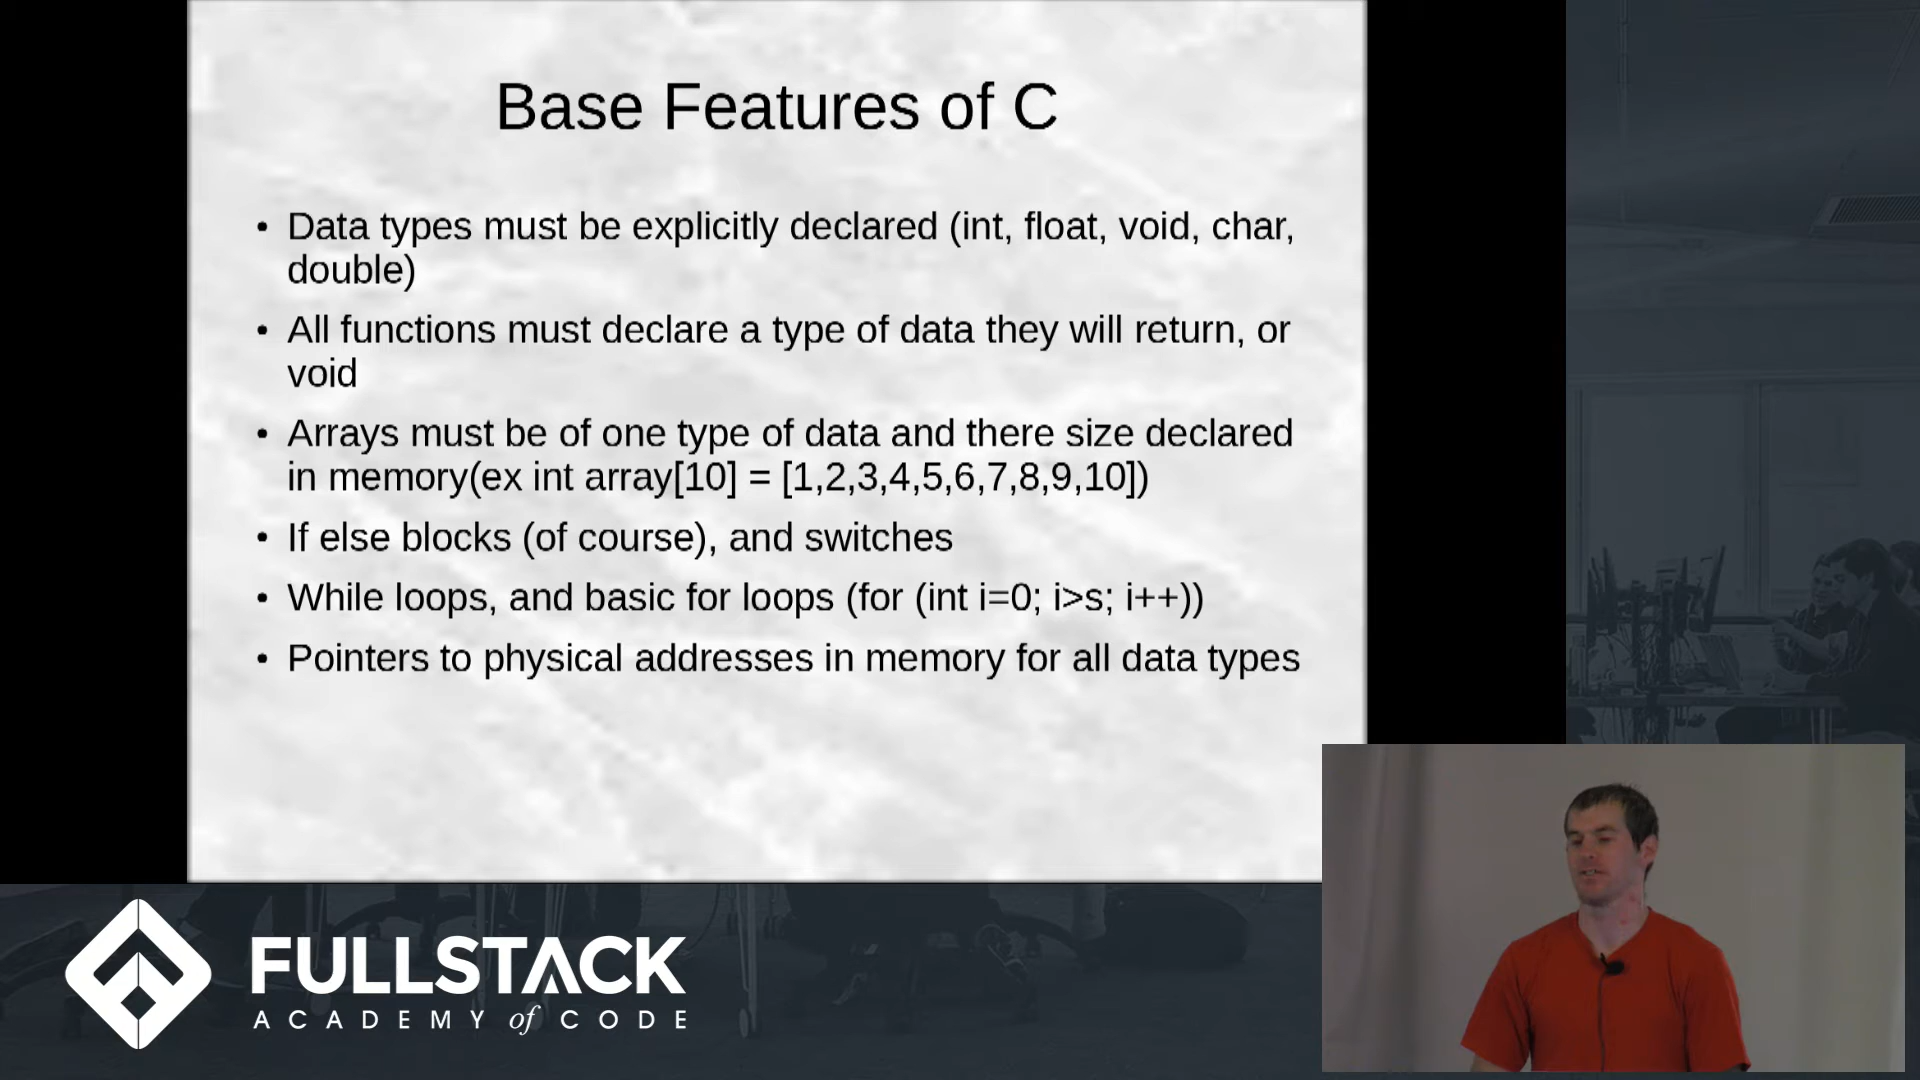 Base Features of C
• Data types must be explicitly declared (int, float, void, char,
double)
• All functions must declare a type of data they will return, or
void
• Arrays must be of one type of data and there size declared
in memory(ex int array[10] = [1,2,3,4,5,6,7,8,9,10])
• If else blocks (of course), and switches
• While loops, and basic for loops (for (int i=0; i>s; i++))
• Pointers to physical addresses in memory for all data types
FULLSTACK
ACADEMY of CODE